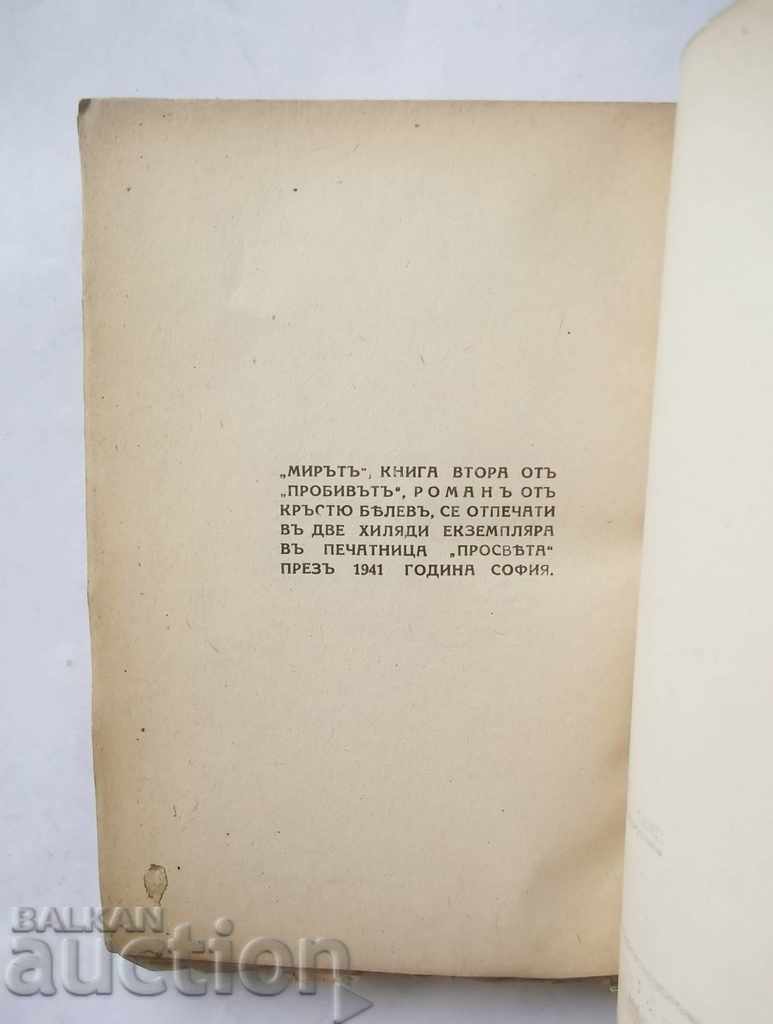 „МИРЪТЪ“, КНИГА ВТОРА ОТЪ
„ПРОБИВЪТЪ“, РОМАНЪ ОТЪ
КРЪСТЮ БѢЛЕВЪ, СЕ ОТПЕЧАТИ
ВЪ ДВЕ ХИЛЯДИ ЕКЗЕМПЛЯРА
ВЪ ПЕЧАТНИЦА „ПРОСВѢТА“
ПРЕЗЪ 1941 ГОДИНА СОФИЯ.
BALKAN
auction